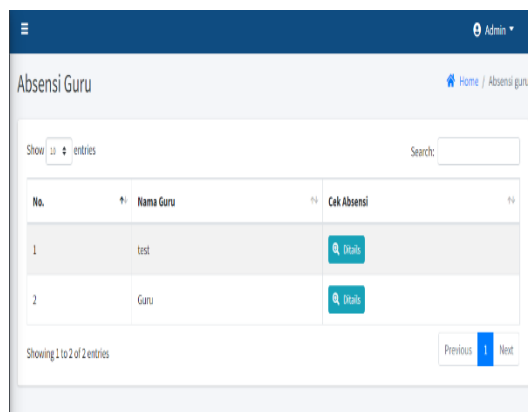 Admin
Absensi Guru
Home / Absensi guru
Show 10 entries
Search:
No. Nama Guru Cek Absensi
1 test Ditails
2 Guru Ditails
Showing 1 to 2 of 2 entries
Previous 1 Next